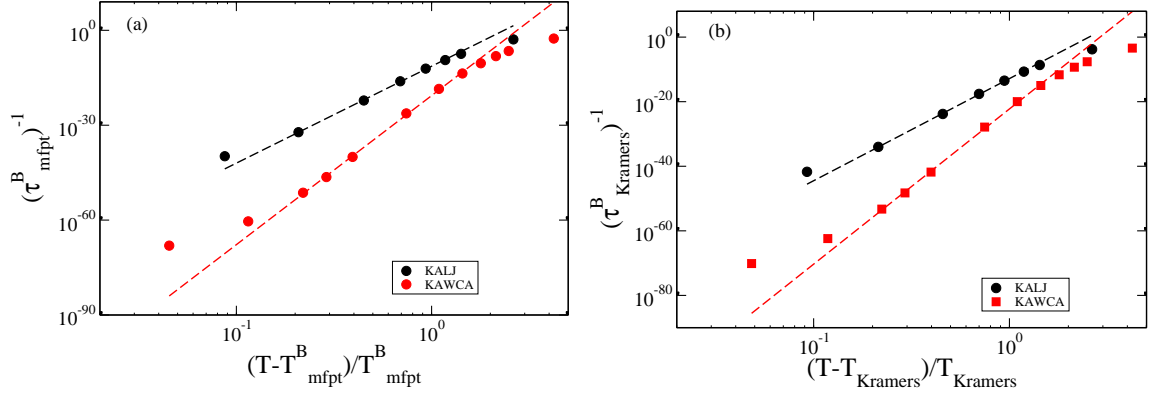 (a)
10^0
10^-30
10^-60
10^-90
(τ^B_mfpt)^-1
10^-1
10^0
(T-T^B_mfpt)/T^B_mfpt
KALJ
KAWCA
(b)
10^0
10^-20
10^-40
10^-60
10^-80
(τ^B_Kramers)^-1
10^-1
10^0
(T-T_Kramers)/T_Kramers
KALJ
KAWCA